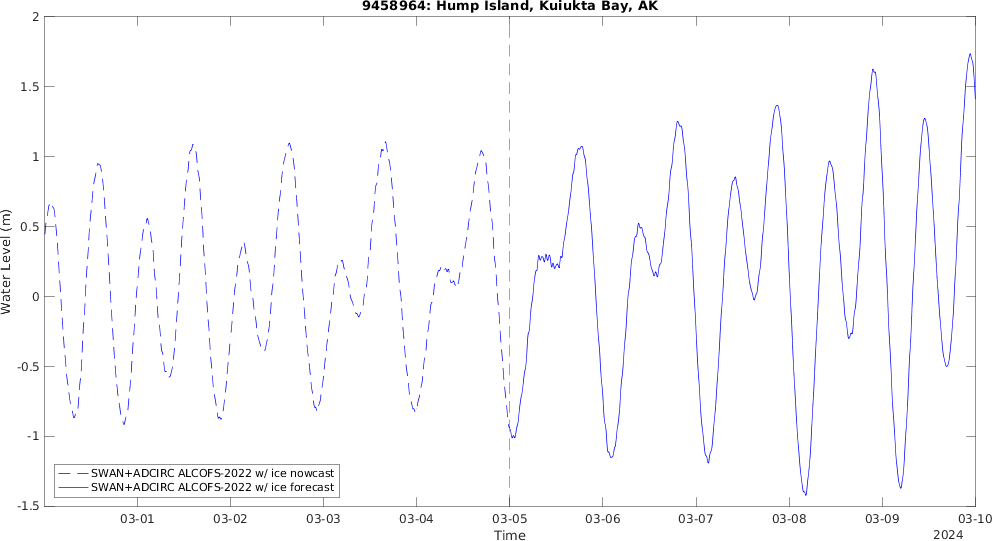 9458964: Hump Island, Kuiukta Bay, AK
2
1.5
1
0.5
0
-0.5
-1
-1.5
Water Level (m)
SWAN+ADCIRC ALCOFS-2022 w/ ice nowcast
SWAN+ADCIRC ALCOFS-2022 w/ ice forecast
03-01 03-02 03-03 03-04 03-05 03-06 03-07 03-08 03-09 03-10
Time
2024